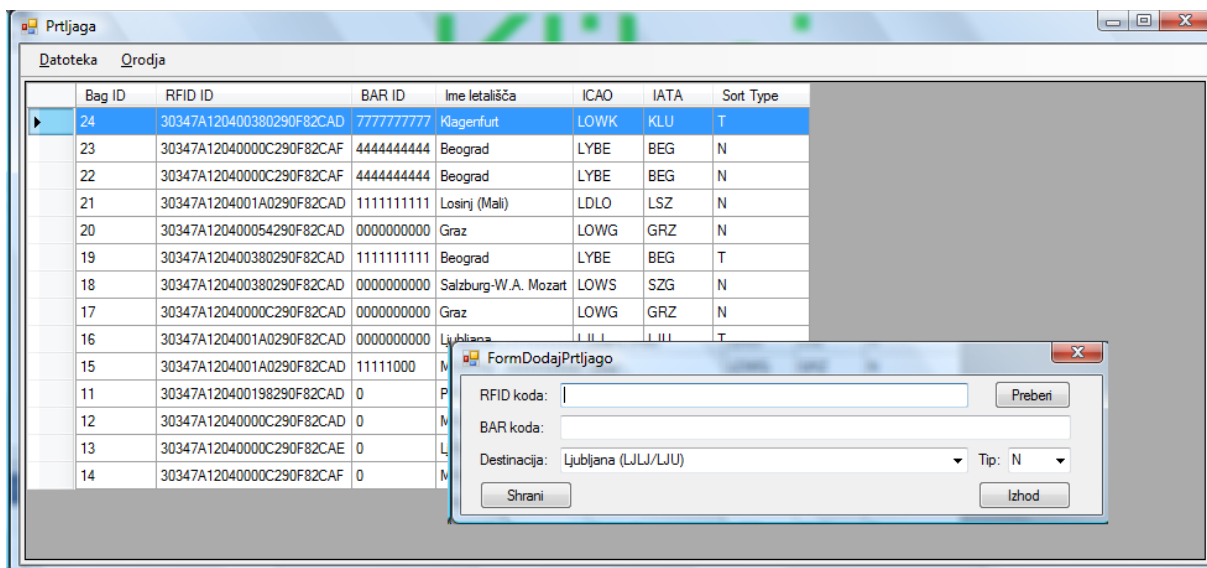 Prtljaga
Datoteka Orodja
Bag ID RFID ID BAR ID Ime letališča ICAO IATA Sort Type
24 30347A120400380290F82CAD 7777777777 Klagenfurt LOWK KLU T
23 30347A12040000C290F82CAF 4444444444 Beograd LYBE BEG N
22 30347A12040000C290F82CAF 4444444444 Beograd LYBE BEG N
21 30347A1204001A0290F82CAD 1111111111 Losinj (Mali) LDLO LSZ N
20 30347A120400054290F82CAD 0000000000 Graz LOWG GRZ N
19 30347A120400380290F82CAD 1111111111 Beograd LYBE BEG T
18 30347A120400380290F82CAD 0000000000 Salzburg-W.A. Mozart LOWS SZG N
17 30347A12040000C290F82CAD 0000000000 Graz LOWG GRZ N
16 30347A1204001A0290F82CAD 0000000000 Ljubljana LJLJ LJU T
15 30347A1204001A0290F82CAD 11111000
11 30347A120400198290F82CAD 0
12 30347A12040000C290F82CAD 0
13 30347A12040000C290F82CAE 0
14 30347A12040000C290F82CAF 0
FormDodajPrtljago
RFID koda: Preberi
BAR koda:
Destinacija: Ljubljana (LJLJ/LJU) Tip: N
Shrani Izhod